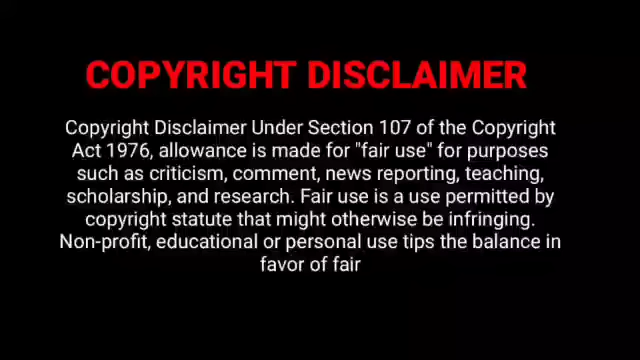 COPYRIGHT DISCLAIMER
Copyright Disclaimer Under Section 107 of the Copyright
Act 1976, allowance is made for "fair use" for purposes
such as criticism, comment, news reporting, teaching,
scholarship, and research. Fair use is a use permitted by
copyright statute that might otherwise be infringing.
Non-profit, educational or personal use tips the balance in
favor of fair